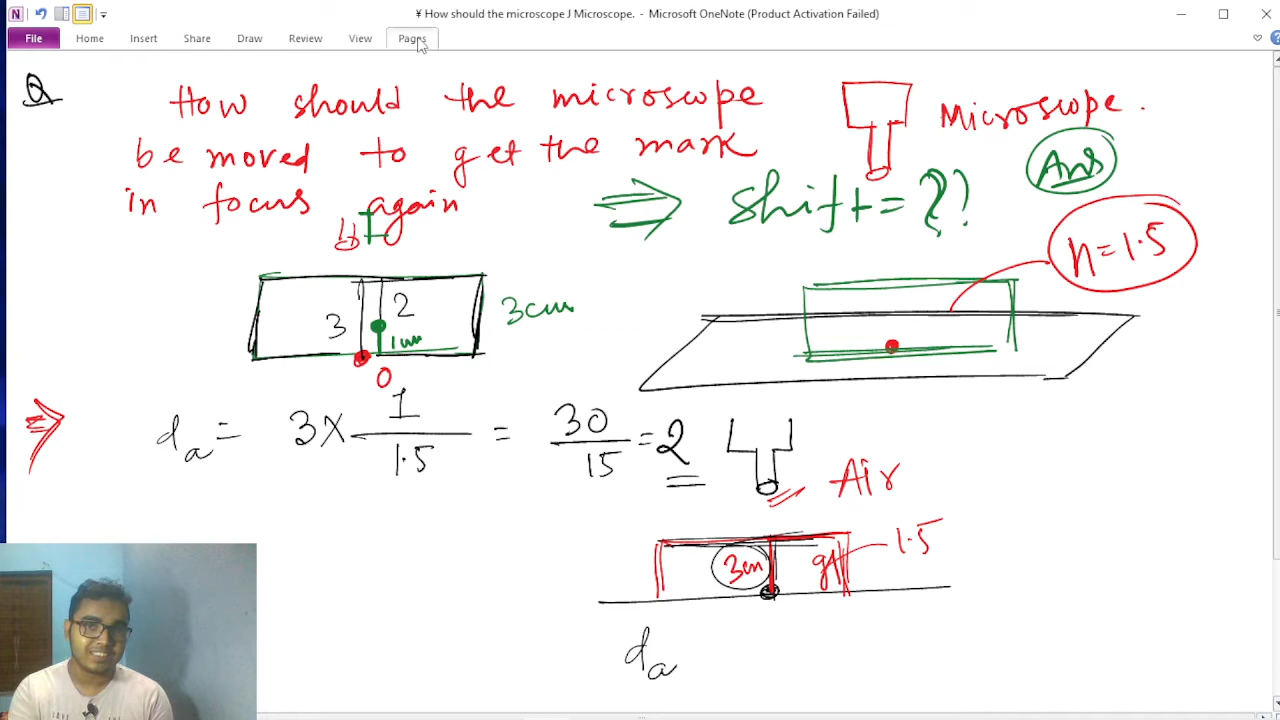 ¥ How should the microscope J Microscope. - Microsoft OneNote (Product Activation Failed)
File Home Insert Share Draw Review View Pages
Q How should the microscope
be moved to get the mark
in focus again
Microscope.
Ans
⇒ Shift = ??
n = 1.5
3 2 3cm
1cm
O
⇒ da = 3 × 1/1.5 = 30/15 = 2
Air
3cm 1.5
da